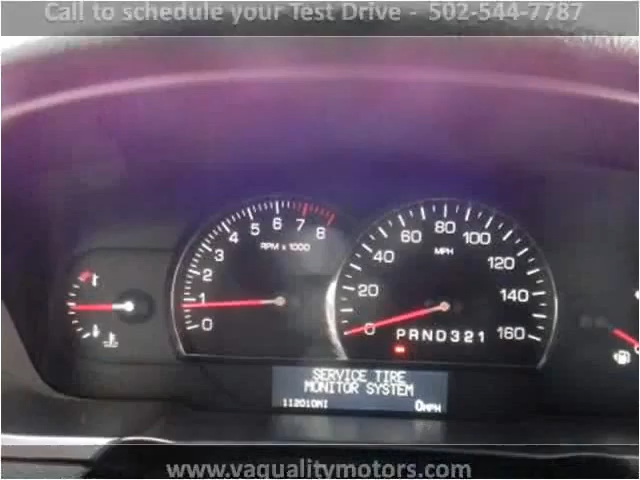 Call to schedule your Test Drive - 502-544-7787
0 1 2 3 4 5 6 7 8
RPM x 1000
0 20 40 60 80 100 120 140 160
MPH
PRND321
SERVICE TIRE
MONITOR SYSTEM
112010MI 0MPH
www.vaqualitymotors.com